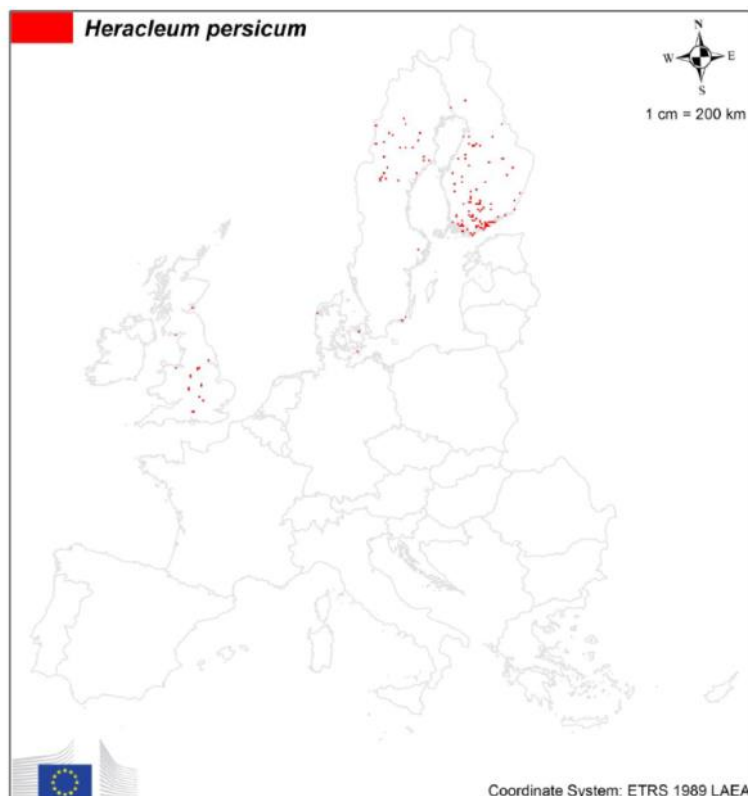 Heracleum persicum
N
W E
S
1 cm = 200 km
Coordinate System: ETRS 1989 LAEA